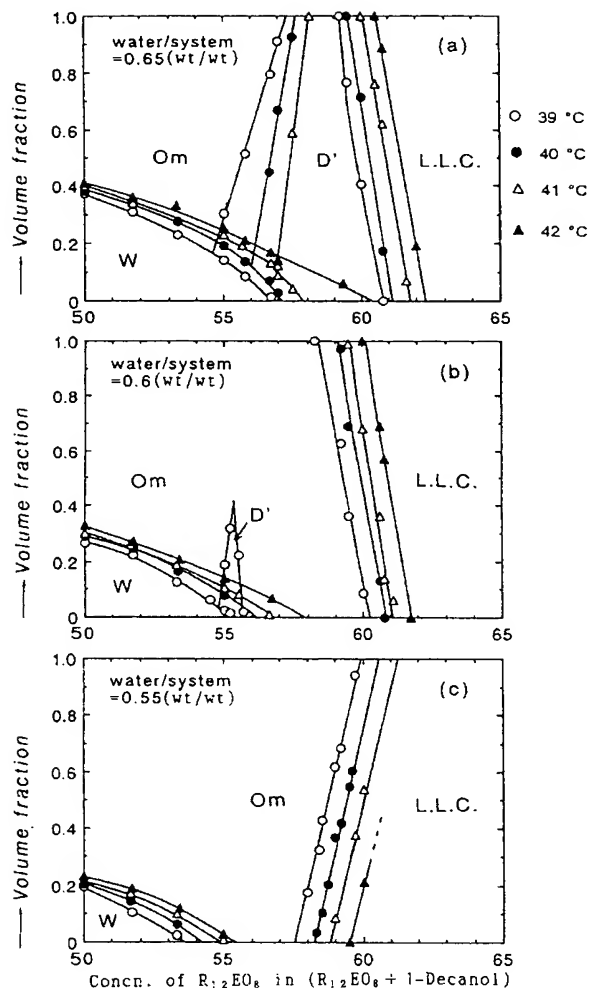 1.0
water/system
=0.65(wt/wt)
(a)
0.8
0.6
0.4
0.2
0
Om
D'
L.L.C.
W
Volume fraction
50
55
60
65
39 °C
40 °C
41 °C
42 °C
1.0
water/system
=0.6(wt/wt)
(b)
0.8
0.6
0.4
0.2
0
Om
D'
L.L.C.
W
Volume fraction
50
55
60
65
1.0
water/system
=0.55(wt/wt)
(c)
0.8
0.6
0.4
0.2
0
Om
L.L.C.
W
Volume fraction
50
55
60
65
Concn. of R₁₂EO₈ in (R₁₂EO₈ + 1-Decanol)